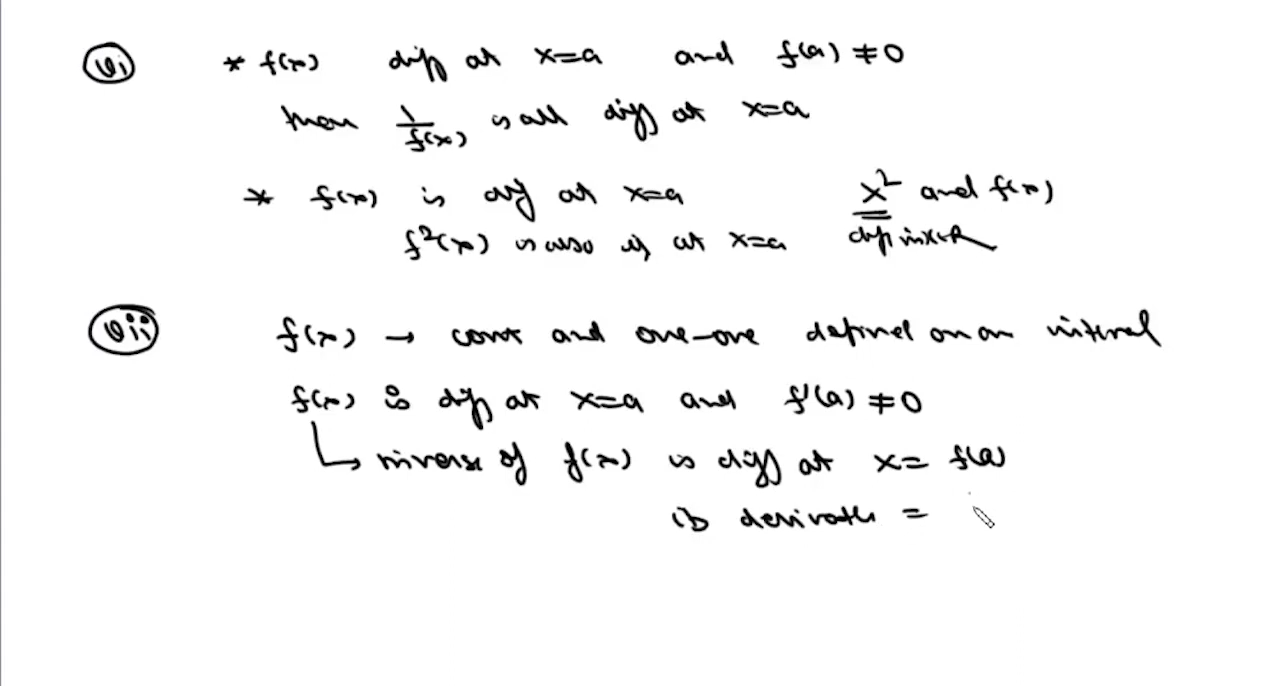 (vi) * f(x) diff at x=a and f(a) ≠ 0
then 1/f(x) is also diff at x=a
* f(x) is diff at x=a x² and f(x)
f²(x) is also diff at x=a diff in x∈R
(vii) f(x) → cont and one-one defined on an interval
f(x) is diff at x=a and f'(a) ≠ 0
↳ inverse of f(x) is diff at x = f(a)
its derivative =